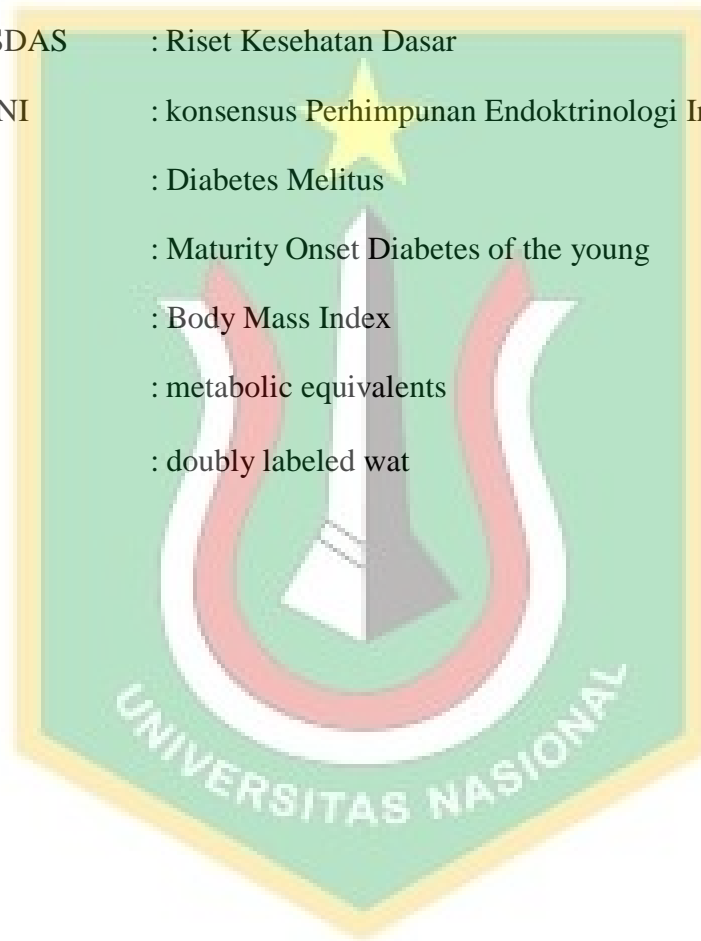 SDAS : Riset Kesehatan Dasar
NI : konsensus Perhimpunan Endoktrinologi In
: Diabetes Melitus
: Maturity Onset Diabetes of the young
: Body Mass Index
: metabolic equivalents
: doubly labeled wat
UNIVERSITAS NASIONAL